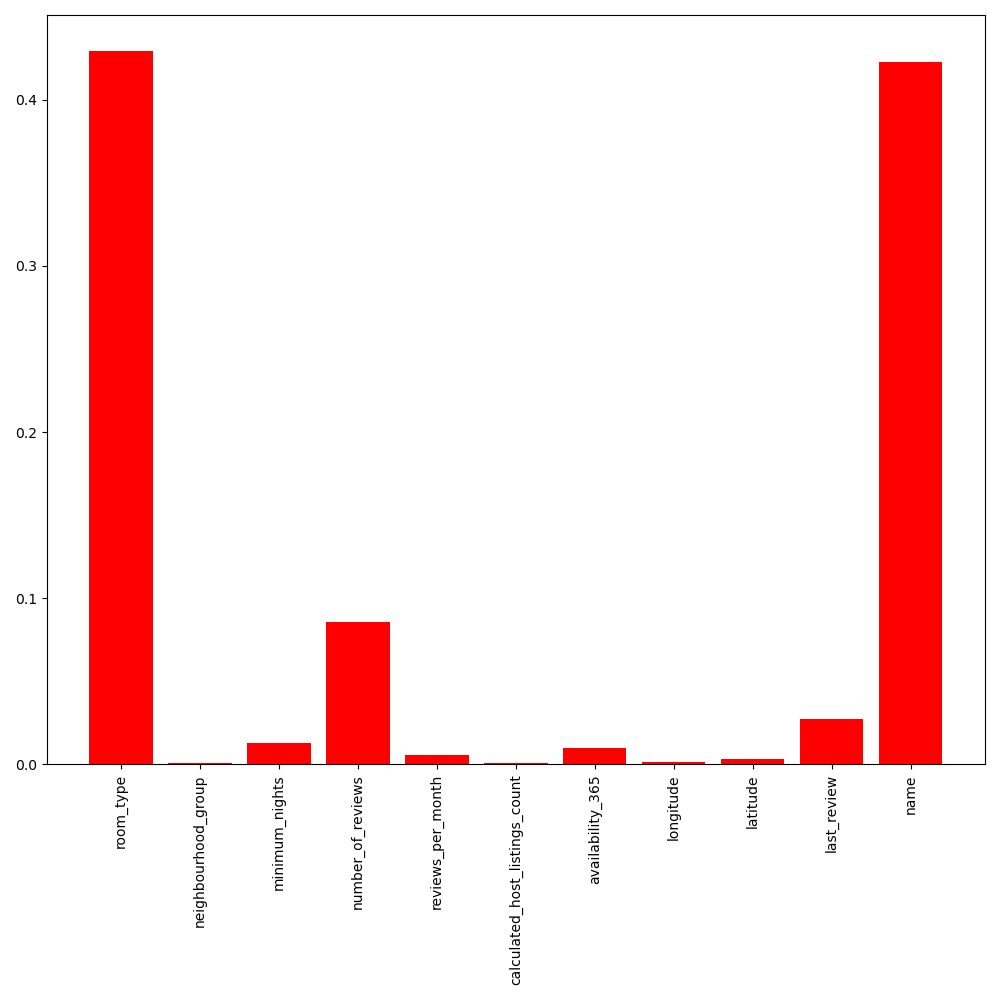 0.4
0.3
0.2
0.1
0.0
room_type
neighbourhood_group
minimum_nights
number_of_reviews
reviews_per_month
calculated_host_listings_count
availability_365
longitude
latitude
last_review
name